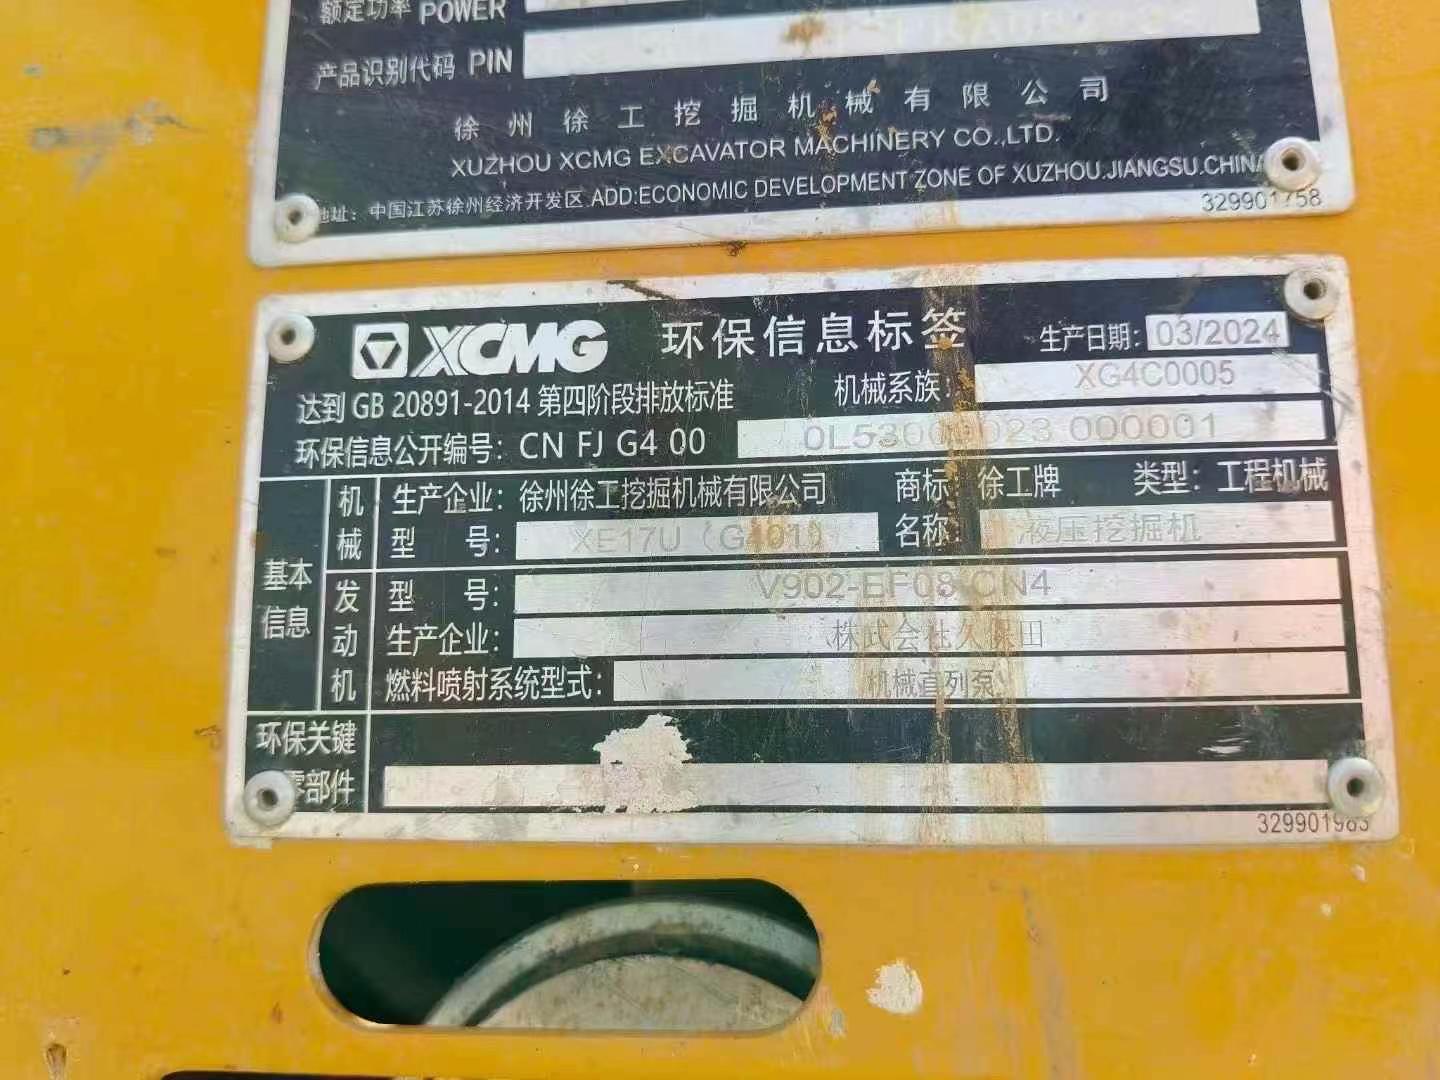 额定功率 POWER
产品识别代码 PIN
徐州徐工挖掘机械有限公司
XUZHOU XCMG EXCAVATOR MACHINERY CO.,LTD.
地址：中国江苏徐州经济开发区 ADD:ECONOMIC DEVELOPMENT ZONE OF XUZHOU.JIANGSU.CHINA
329901758
XCMG 环保信息标签 生产日期：03/2024
达到 GB 20891-2014 第四阶段排放标准 机械系族：XG4C0005
环保信息公开编号：CN FJ G4 00 0L53000023 000001
基本信息
机械
生产企业：徐州徐工挖掘机械有限公司 商标：徐工牌 类型：工程机械
型 号：XE17U（G401） 名称：液压挖掘机
发动机
型 号：V902-EF08-CN4
生产企业：株式会社久保田
燃料喷射系统型式：机械直列泵
环保关键
零部件
329901983